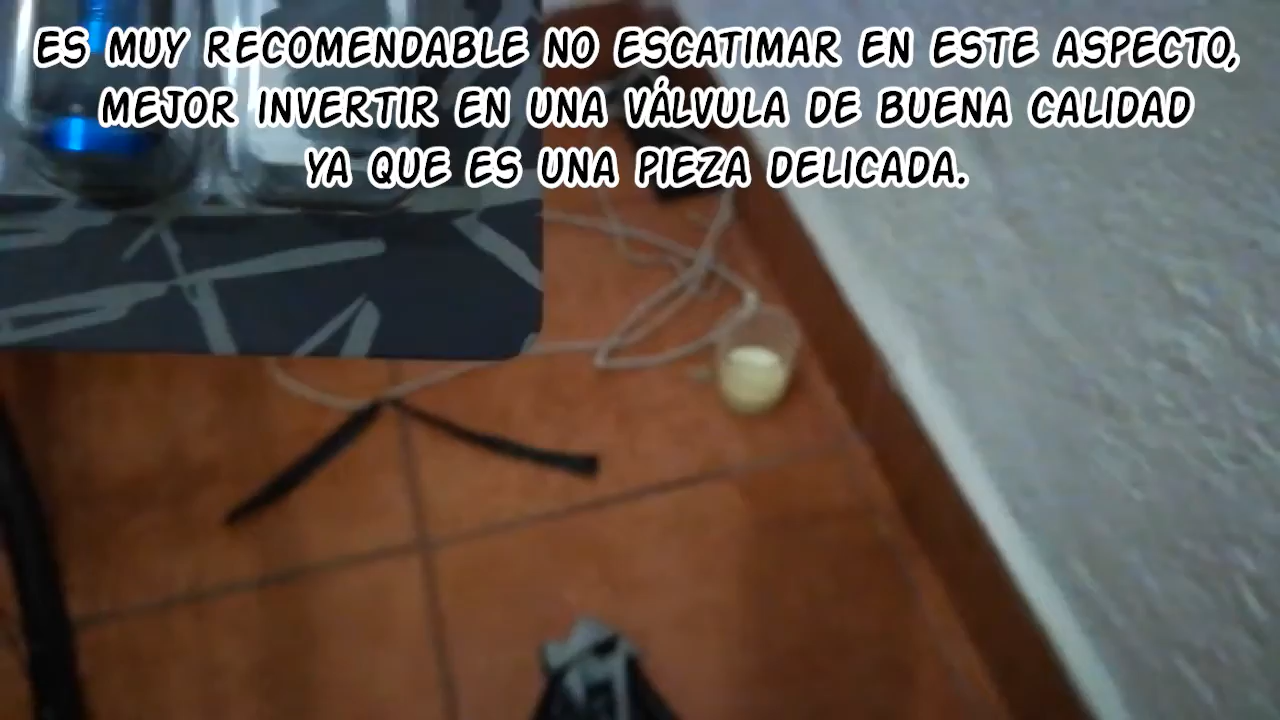 ES MUY RECOMENDABLE NO ESCATIMAR EN ESTE ASPECTO,
MEJOR INVERTIR EN UNA VÁLVULA DE BUENA CALIDAD
YA QUE ES UNA PIEZA DELICADA.